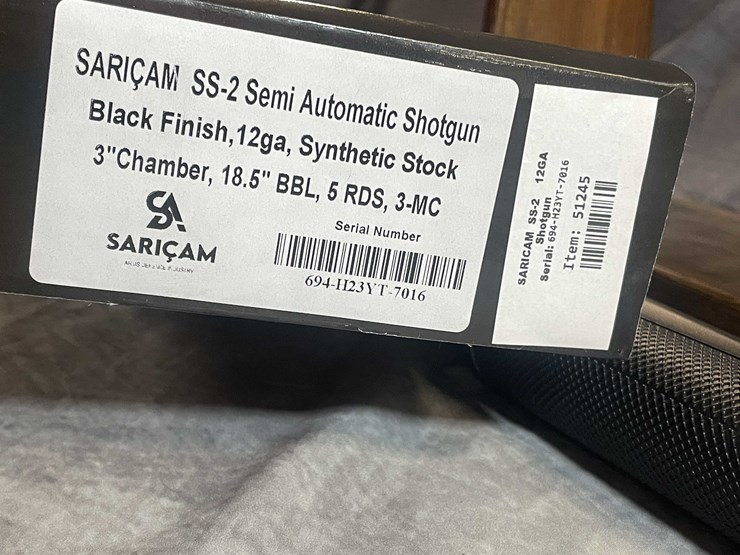 SARIÇAM SS-2 Semi Automatic Shotgun
Black Finish,12ga, Synthetic Stock
3"Chamber, 18.5" BBL, 5 RDS, 3-MC
Serial Number
694-H23YT-7016
SA
SARIÇAM
SARICAM SS-2 12GA
Shotgun
Serial: 694-H23YT-7016
Item: 51245